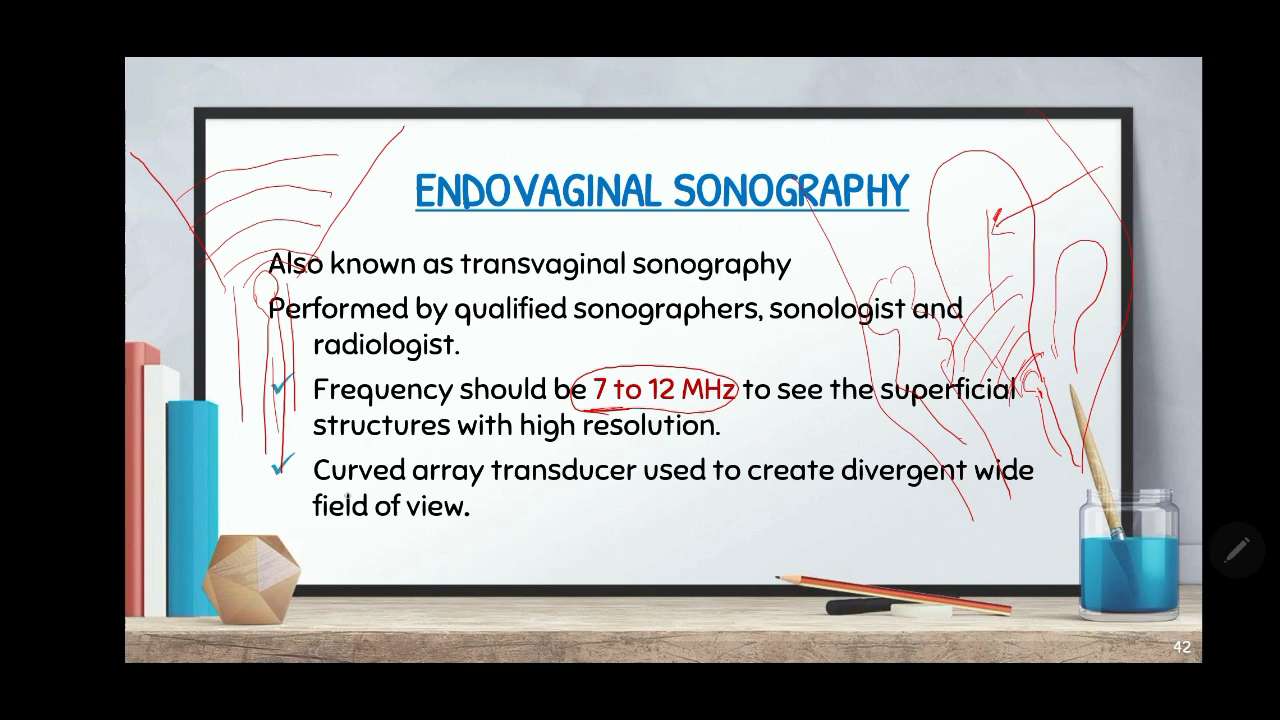 ENDOVAGINAL SONOGRAPHY
Also known as transvaginal sonography
Performed by qualified sonographers, sonologist and
radiologist.
Frequency should be 7 to 12 MHz to see the superficial
structures with high resolution.
Curved array transducer used to create divergent wide
field of view.
42